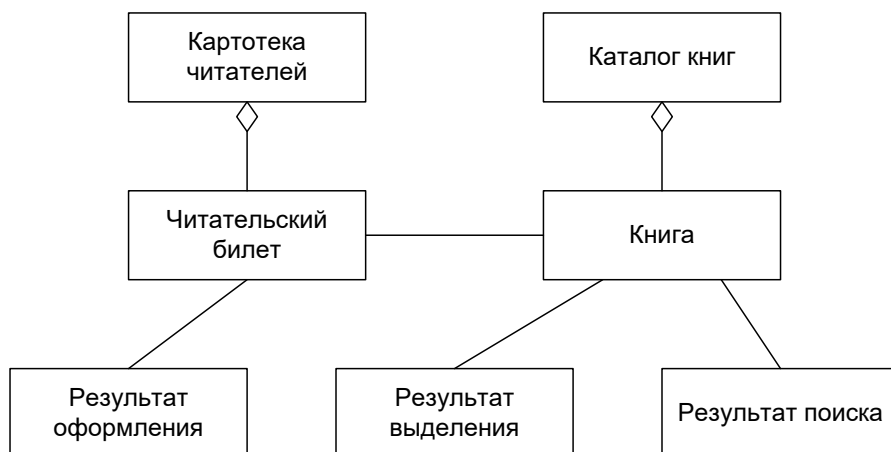 Картотека
читателей
Каталог книг
Читательский
билет
Книга
Результат
оформления
Результат
выделения
Результат поиска